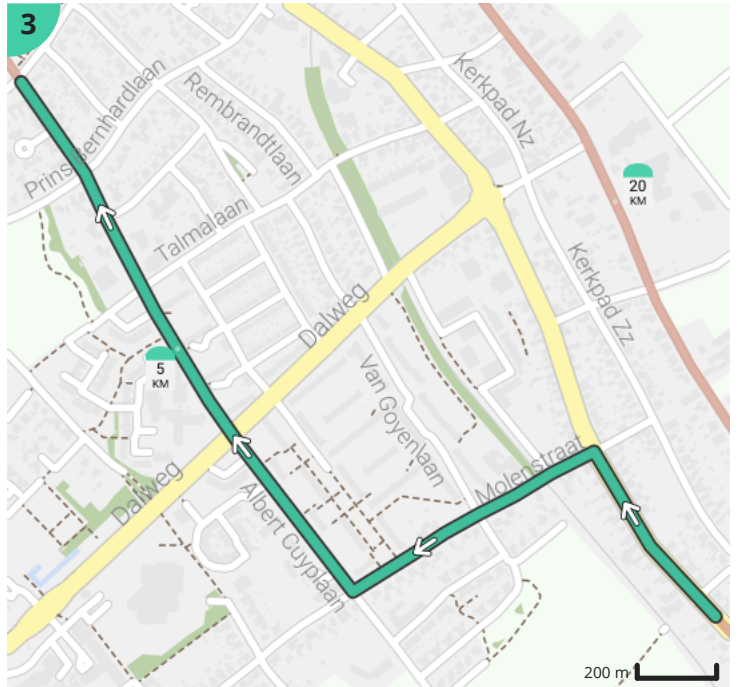 3
Kerkpad Nz
Prins Bernhardlaan
Rembrandtlaan
20
KM
Talmalaan
Kerkpad Zz
Dalweg
5
KM
Van Goyenlaan
Molenstraat
Dalweg
Albert Cuyplaan
200 m